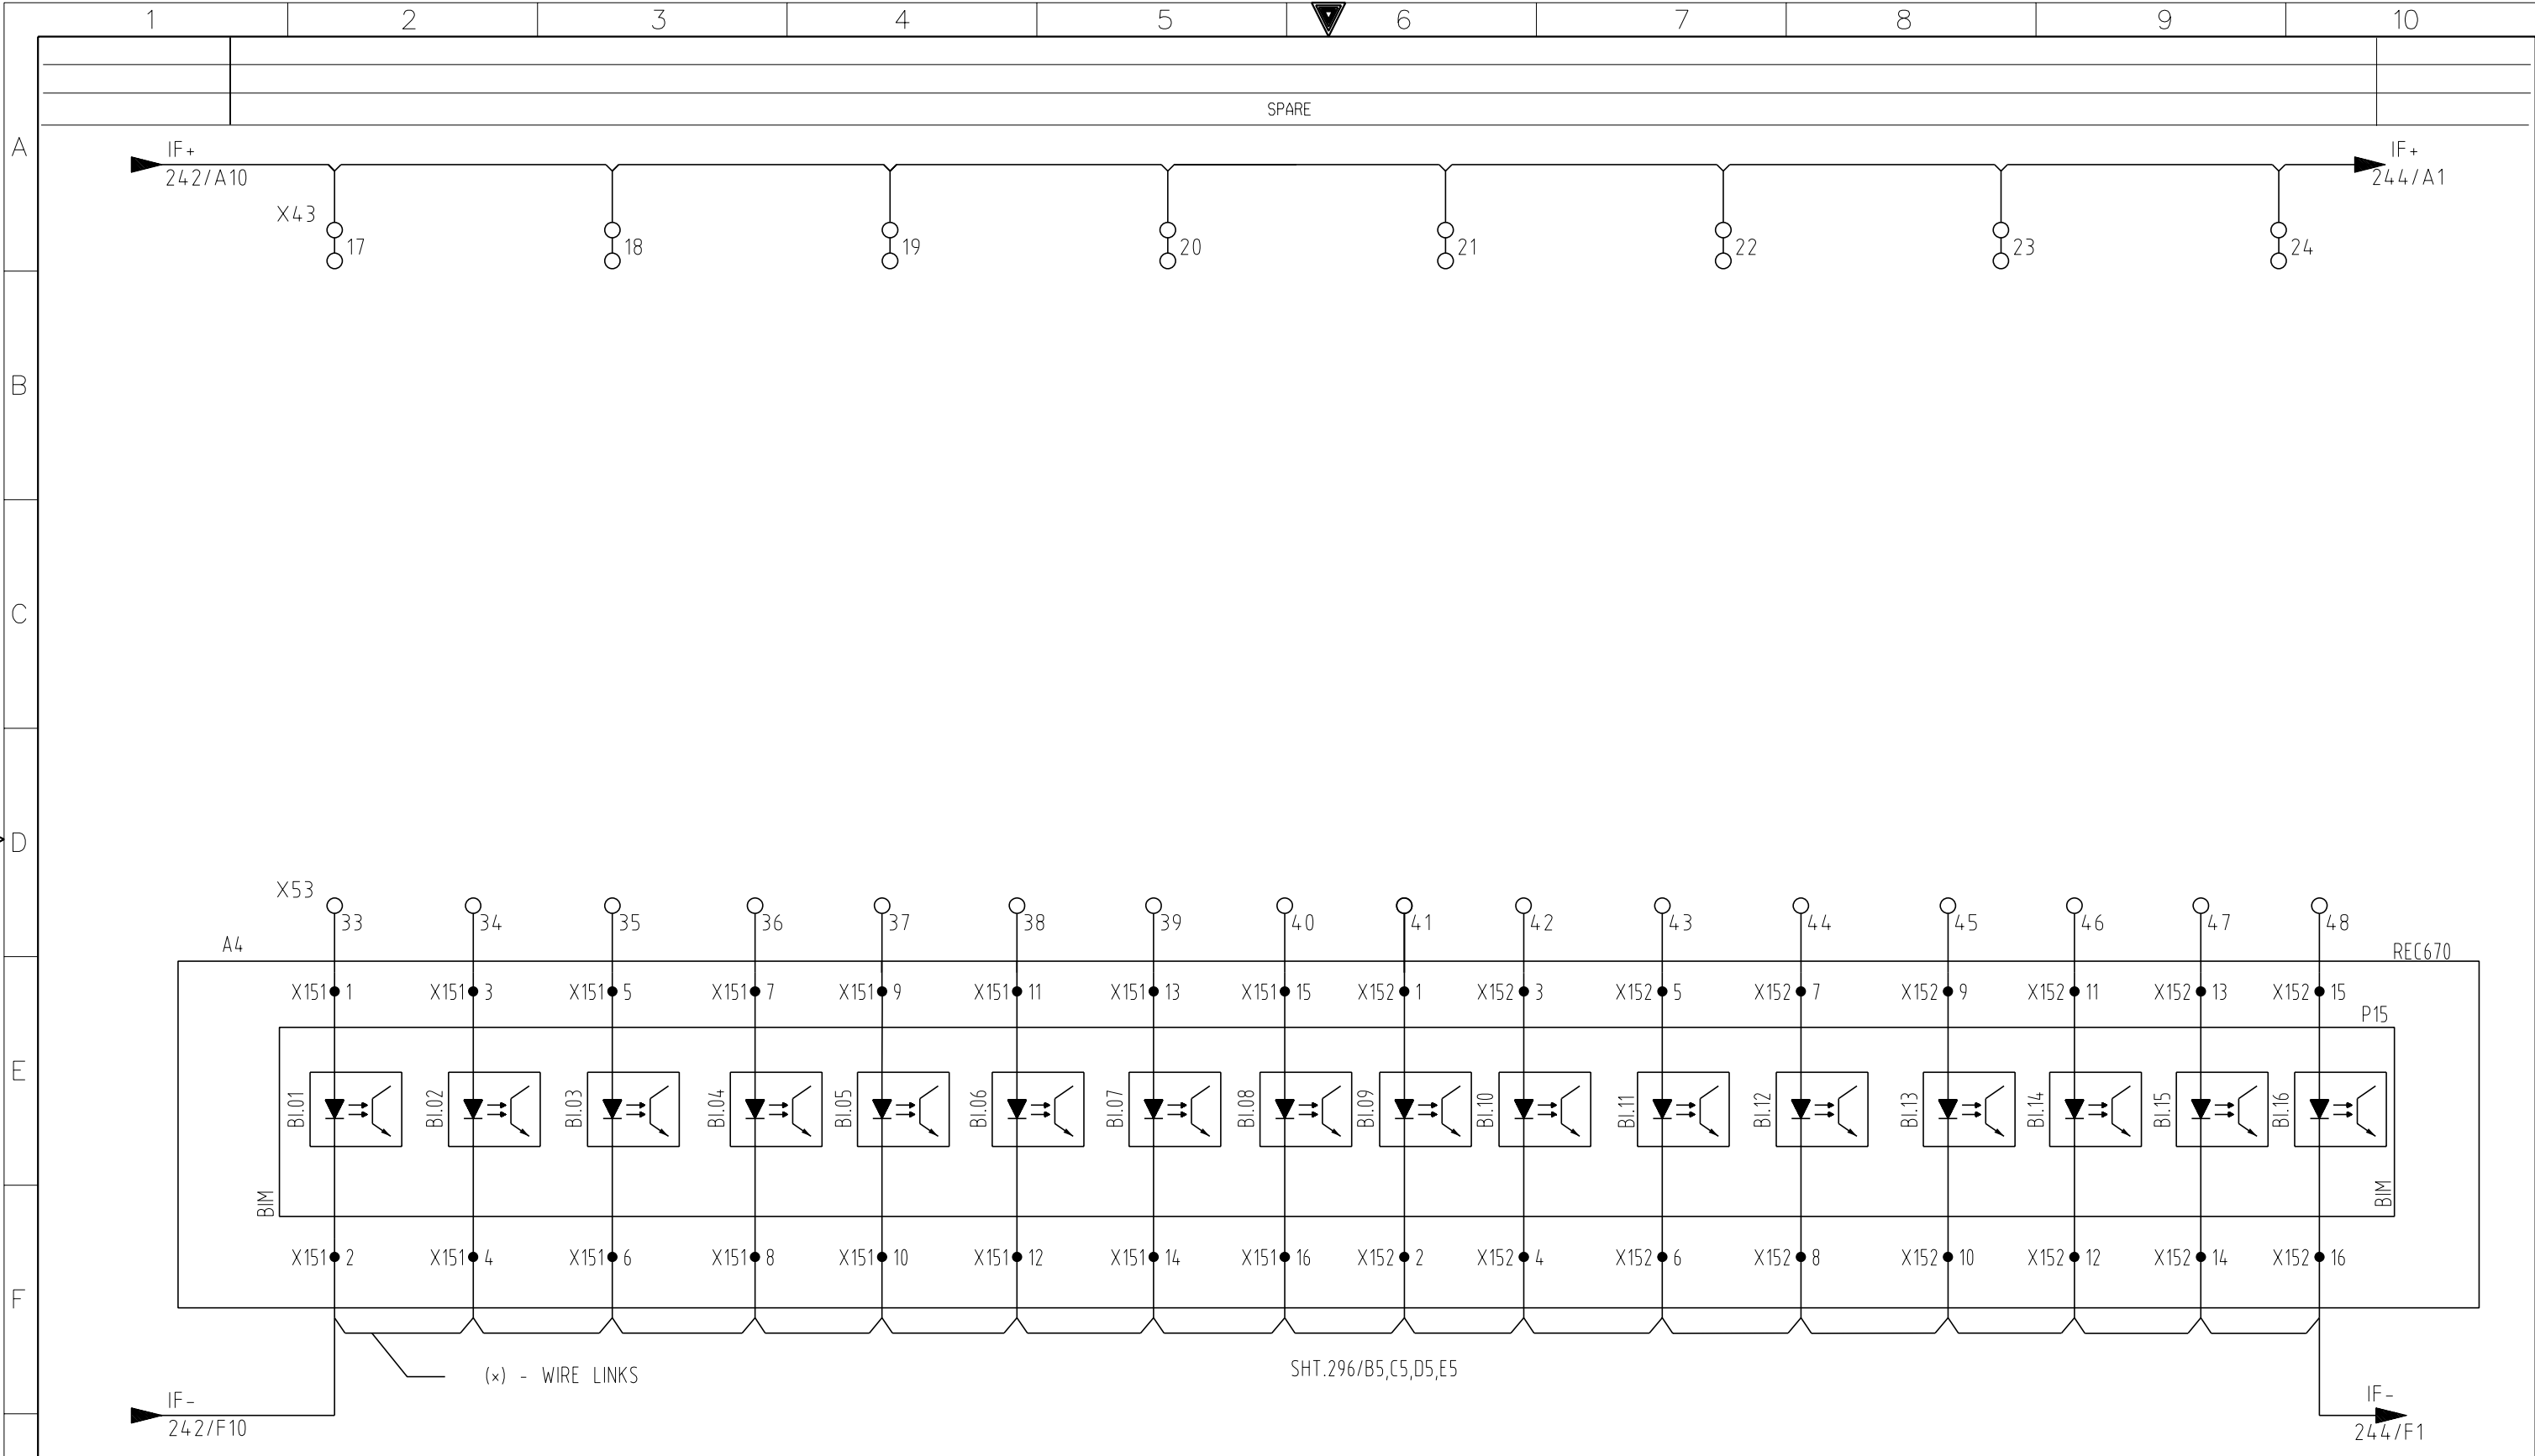 1 2 3 4 5 6 7 8 9 10
SPARE
A
IF+ IF+
242/A10 244/A1
X43
17 18 19 20 21 22 23 24
B
C
D
X53
33 34 35 36 37 38 39 40 41 42 43 44 45 46 47 48
A4 REC670
X151 1 X151 3 X151 5 X151 7 X151 9 X151 11 X151 13 X151 15 X152 1 X152 3 X152 5 X152 7 X152 9 X152 11 X152 13 X152 15
P15
E
BI.01 BI.02 BI.03 BI.04 BI.05 BI.06 BI.07 BI.08 BI.09 BI.10 BI.11 BI.12 BI.13 BI.14 BI.15 BI.16
BIM BIM
X151 2 X151 4 X151 6 X151 8 X151 10 X151 12 X151 14 X151 16 X152 2 X152 4 X152 6 X152 8 X152 10 X152 12 X152 14 X152 16
F
(×) - WIRE LINKS SHT.296/B5,C5,D5,E5
IF- IF-
242/F10 244/F1